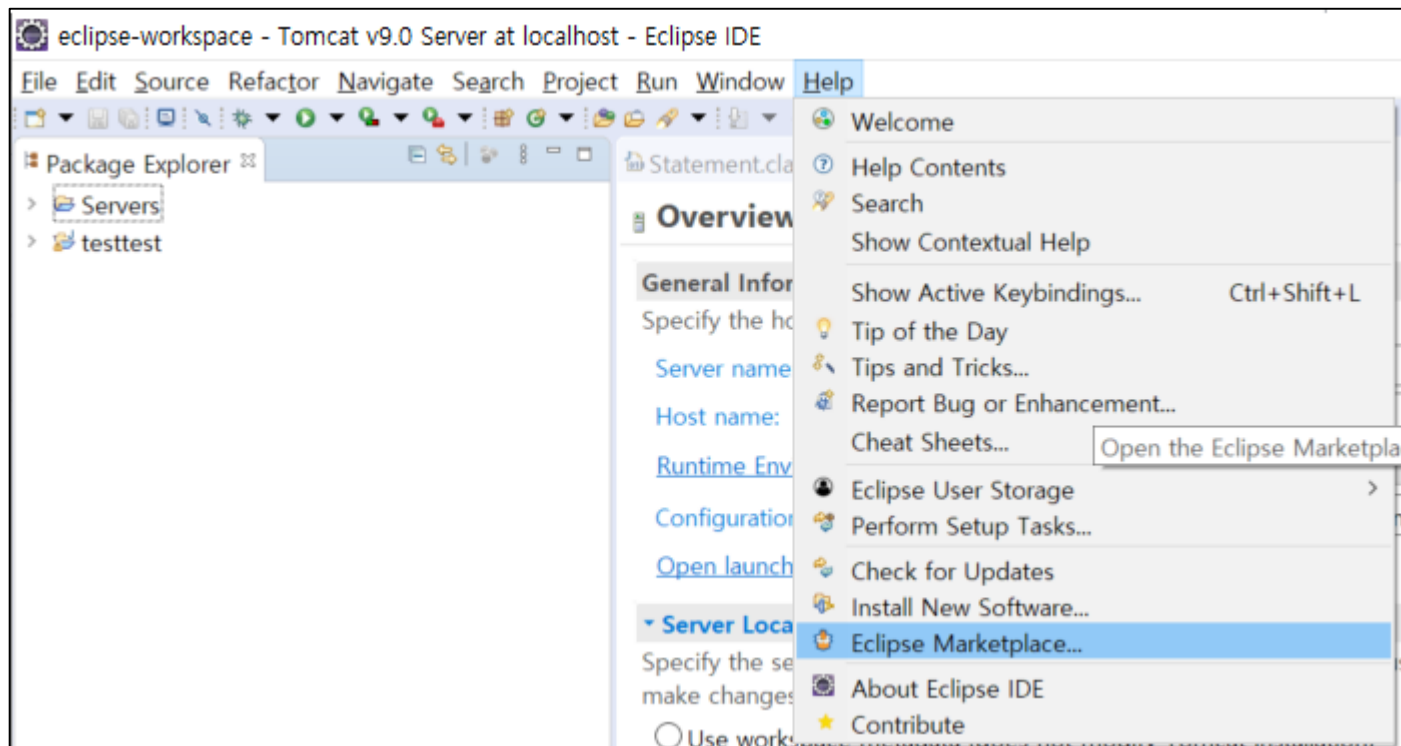 eclipse-workspace - Tomcat v9.0 Server at localhost - Eclipse IDE
File Edit Source Refactor Navigate Search Project Run Window Help
Package Explorer
Servers
testtest
Statement.cla
Overview
General Infor
Specify the ho
Server name
Host name:
Runtime Env
Configuration
Open launch
Server Loca
Specify the se
make changes
Use work
Welcome
Help Contents
Search
Show Contextual Help
Show Active Keybindings... Ctrl+Shift+L
Tip of the Day
Tips and Tricks...
Report Bug or Enhancement...
Cheat Sheets...
Open the Eclipse Marketpla
Eclipse User Storage
Perform Setup Tasks...
Check for Updates
Install New Software...
Eclipse Marketplace...
About Eclipse IDE
Contribute